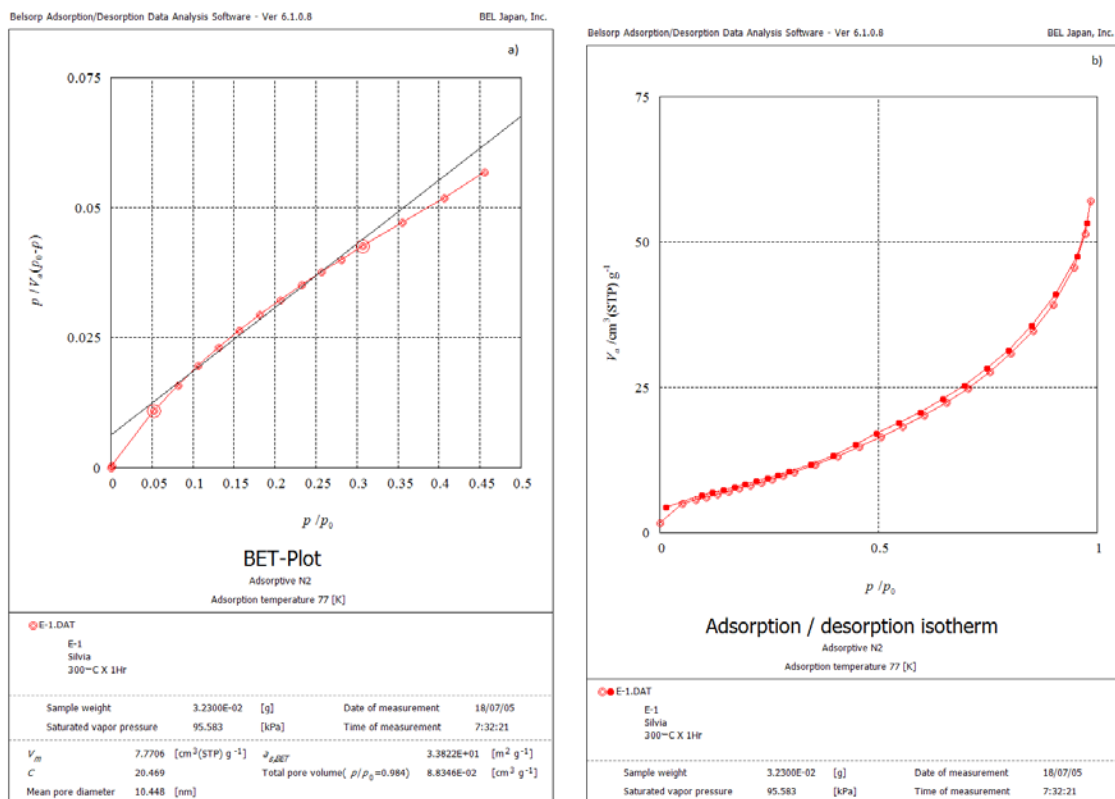 Belsorp Adsorption/Desorption Data Analysis Software - Ver 6.1.0.8 BEL Japan, Inc.
a)
0.075
0.05
0.025
0
p / Va(p0-p)
0 0.05 0.1 0.15 0.2 0.25 0.3 0.35 0.4 0.45 0.5
p /p0
BET-Plot
Adsorptive N2
Adsorption temperature 77 [K]
E-1.DAT
E-1
Silvia
300~C X 1Hr
Sample weight 3.2300E-02 [g] Date of measurement 18/07/05
Saturated vapor pressure 95.583 [kPa] Time of measurement 7:32:21
Vm 7.7706 [cm3(STP) g-1] as,BET 3.3822E+01 [m2 g-1]
C 20.469 Total pore volume( p/p0=0.984) 8.8346E-02 [cm3 g-1]
Mean pore diameter 10.448 [nm]
Belsorp Adsorption/Desorption Data Analysis Software - Ver 6.1.0.8 BEL Japan, Inc.
b)
75
50
25
0
Va /cm3(STP) g-1
0 0.5 1
p /p0
Adsorption / desorption isotherm
Adsorptive N2
Adsorption temperature 77 [K]
E-1.DAT
E-1
Silvia
300~C X 1Hr
Sample weight 3.2300E-02 [g] Date of measurement 18/07/05
Saturated vapor pressure 95.583 [kPa] Time of measurement 7:32:21